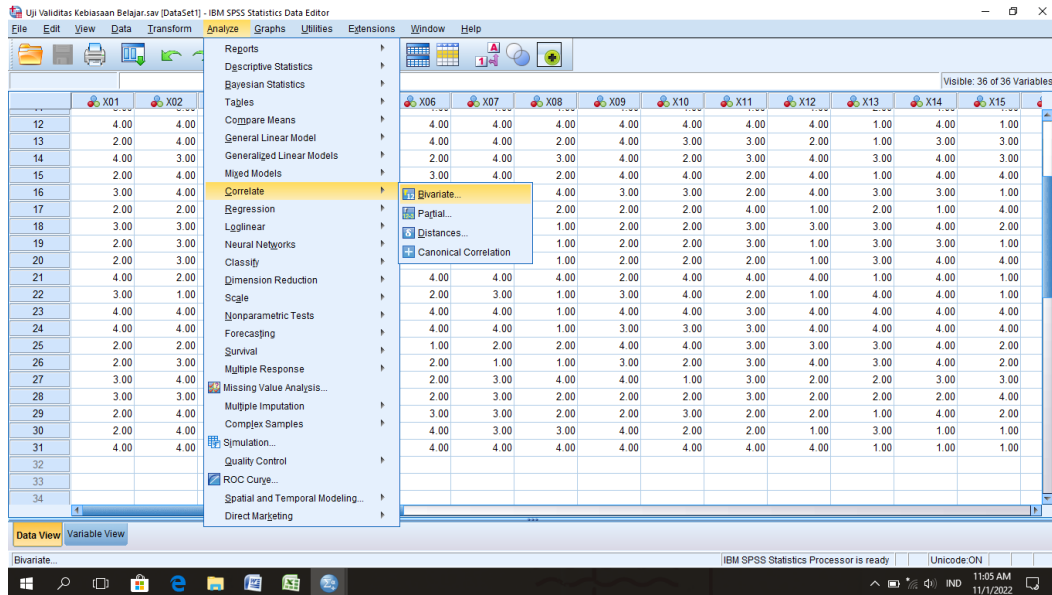 Uji Validitas Kebiasaan Belajar.sav [DataSet1] - IBM SPSS Statistics Data Editor
File Edit View Data Transform Analyze Graphs Utilities Extensions Window Help
Visible: 36 of 36 Variables
Reports
Descriptive Statistics
Bayesian Statistics
Tables
Compare Means
General Linear Model
Generalized Linear Models
Mixed Models
Correlate
Regression
Loglinear
Neural Networks
Classify
Dimension Reduction
Scale
Nonparametric Tests
Forecasting
Survival
Multiple Response
Missing Value Analysis...
Multiple Imputation
Complex Samples
Simulation...
Quality Control
ROC Curve...
Spatial and Temporal Modeling...
Direct Marketing
Bivariate...
Partial...
Distances...
Canonical Correlation
X01 X02 X06 X07 X08 X09 X10 X11 X12 X13 X14 X15
12 4.00 4.00 4.00 4.00 4.00 4.00 4.00 4.00 4.00 1.00 4.00 1.00
13 2.00 4.00 4.00 4.00 2.00 4.00 3.00 3.00 2.00 1.00 3.00 3.00
14 4.00 3.00 2.00 4.00 3.00 4.00 2.00 3.00 4.00 3.00 4.00 3.00
15 2.00 4.00 3.00 4.00 2.00 4.00 4.00 4.00 2.00 1.00 4.00 4.00
16 3.00 4.00 4.00 3.00 3.00 2.00 4.00 3.00 3.00 1.00
17 2.00 2.00 2.00 2.00 2.00 4.00 1.00 2.00 1.00 4.00
18 3.00 3.00 1.00 2.00 3.00 3.00 3.00 3.00 4.00 2.00
19 2.00 3.00 1.00 2.00 2.00 3.00 1.00 3.00 3.00 1.00
20 2.00 3.00 1.00 2.00 2.00 2.00 1.00 3.00 4.00 4.00
21 4.00 2.00 4.00 4.00 4.00 2.00 4.00 4.00 4.00 1.00 4.00 1.00
22 3.00 1.00 2.00 3.00 1.00 3.00 4.00 2.00 1.00 4.00 4.00 1.00
23 4.00 4.00 4.00 4.00 1.00 4.00 4.00 3.00 4.00 4.00 4.00 4.00
24 4.00 4.00 4.00 4.00 1.00 3.00 3.00 3.00 4.00 4.00 4.00 4.00
25 2.00 2.00 1.00 2.00 2.00 4.00 4.00 3.00 3.00 3.00 4.00 2.00
26 2.00 3.00 2.00 1.00 1.00 3.00 2.00 3.00 4.00 3.00 4.00 2.00
27 3.00 4.00 2.00 3.00 4.00 4.00 1.00 3.00 2.00 2.00 3.00 3.00
28 3.00 3.00 2.00 3.00 2.00 2.00 2.00 3.00 3.00 2.00 2.00 4.00
29 2.00 4.00 3.00 3.00 2.00 2.00 3.00 2.00 2.00 1.00 4.00 2.00
30 2.00 4.00 4.00 3.00 3.00 4.00 2.00 2.00 1.00 3.00 1.00 1.00
31 4.00 4.00 4.00 4.00 4.00 4.00 4.00 4.00 4.00 1.00 1.00 1.00
32
33
34
Data View Variable View
Bivariate... IBM SPSS Statistics Processor is ready Unicode:ON
IND 11:05 AM
11/1/2022